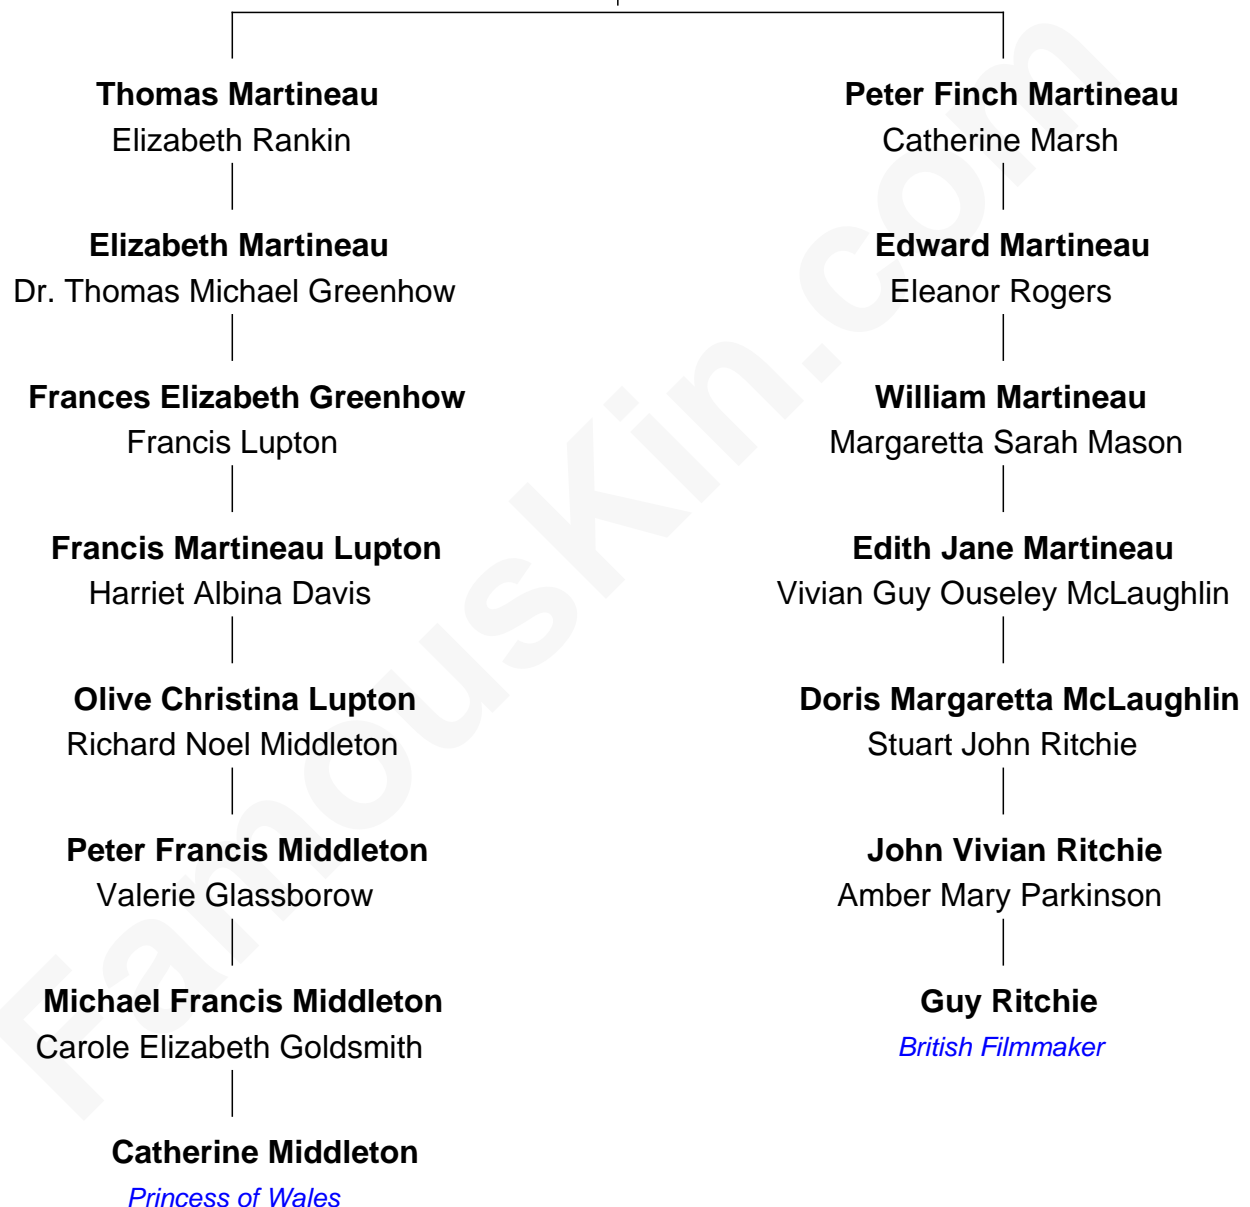 Thomas Martineau
Elizabeth Rankin
Elizabeth Martineau
Dr. Thomas Michael Greenhow
Frances Elizabeth Greenhow
Francis Lupton
Francis Martineau Lupton
Harriet Albina Davis
Olive Christina Lupton
Richard Noel Middleton
Peter Francis Middleton
Valerie Glassborow
Michael Francis Middleton
Carole Elizabeth Goldsmith
Catherine Middleton
Princess of Wales
Peter Finch Martineau
Catherine Marsh
Edward Martineau
Eleanor Rogers
William Martineau
Margaretta Sarah Mason
Edith Jane Martineau
Vivian Guy Ouseley McLaughlin
Doris Margaretta McLaughlin
Stuart John Ritchie
John Vivian Ritchie
Amber Mary Parkinson
Guy Ritchie
British Filmmaker
FamousKin.com